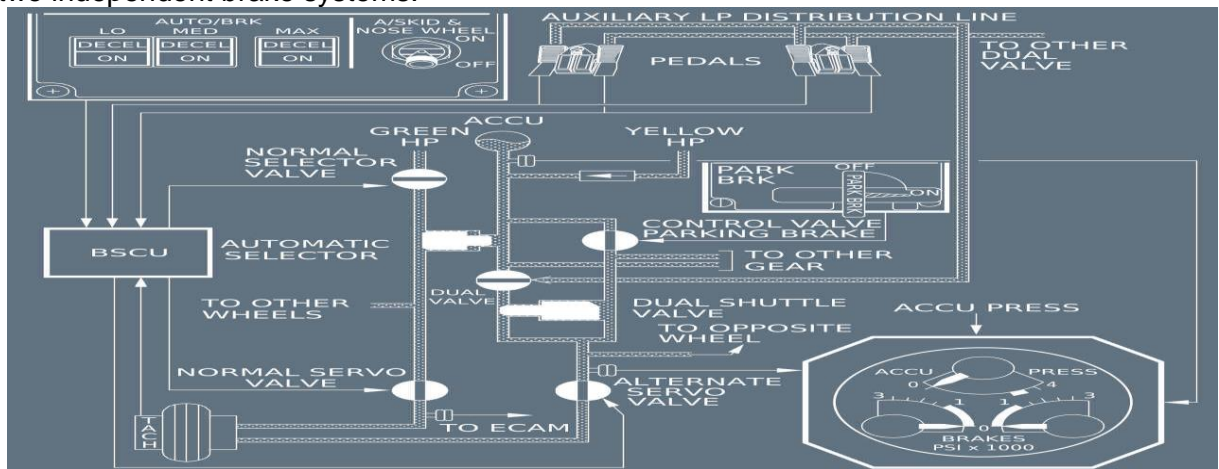 two independent brake systems.
AUTO/BRK
LO
MED
MAX
DECEL
DECEL
DECEL
ON
ON
ON
A/SKID &
NOSE WHEEL
ON
OFF
AUXILIARY LP DISTRIBUTION LINE
PEDALS
TO OTHER
DUAL
VALVE
ACCU
GREEN
HP
YELLOW
HP
NORMAL
SELECTOR
VALVE
PARK
BRK
OFF
PARK BRK
ON
CONTROL VALVE
PARKING BRAKE
BSCU
AUTOMATIC
SELECTOR
TO OTHER
GEAR
DUAL
VALVE
TO OTHER
WHEELS
DUAL SHUTTLE
VALVE
TO OPPOSITE
WHEEL
ACCU PRESS
NORMAL SERVO
VALVE
ALTERNATE
SERVO
VALVE
TACH
TO ECAM
ACCU
PRESS
0
4
3
1
1
3
0
BRAKES
PSI x 1000